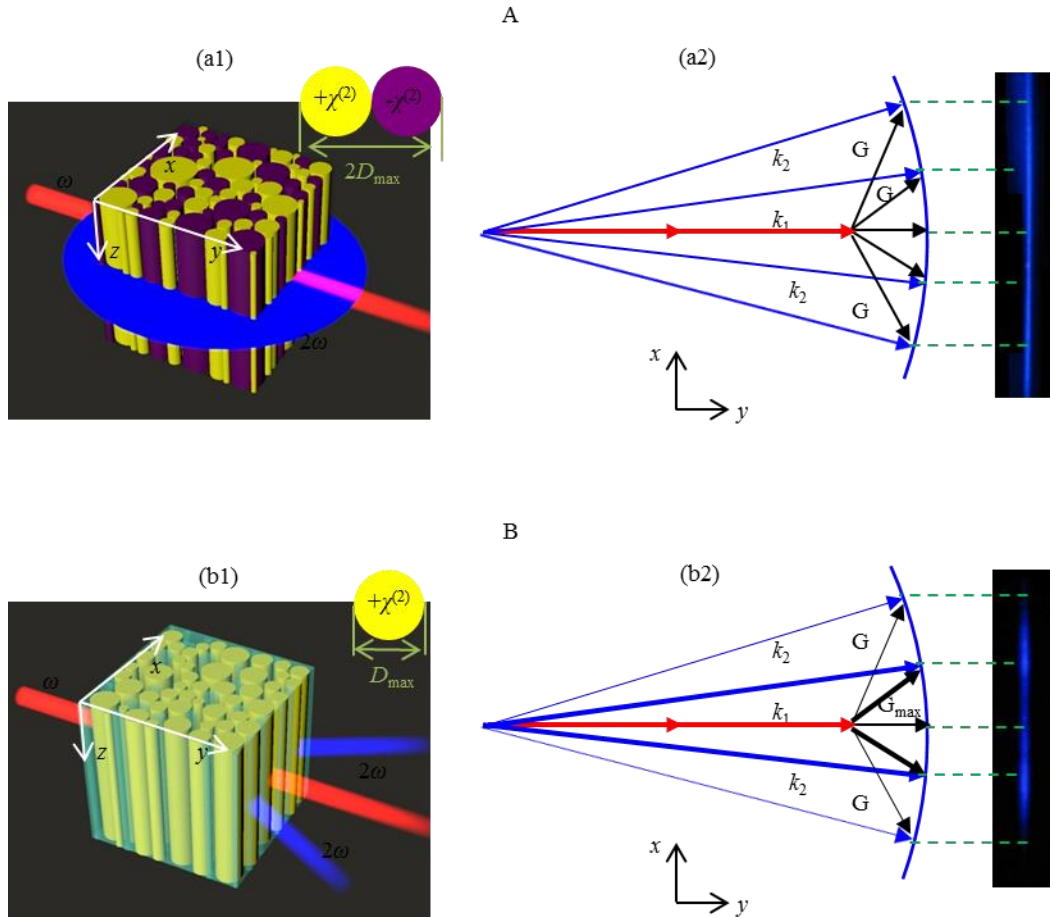 A
(a1)
(a2)
+χ⁽²⁾
-χ⁽²⁾
2Dmax
x
ω
z
y
2ω
k₂
G
G
k₁
k₂
G
x
y
B
(b1)
(b2)
+χ⁽²⁾
Dmax
x
ω
z
y
2ω
2ω
k₂
G
Gmax
k₁
k₂
G
x
y